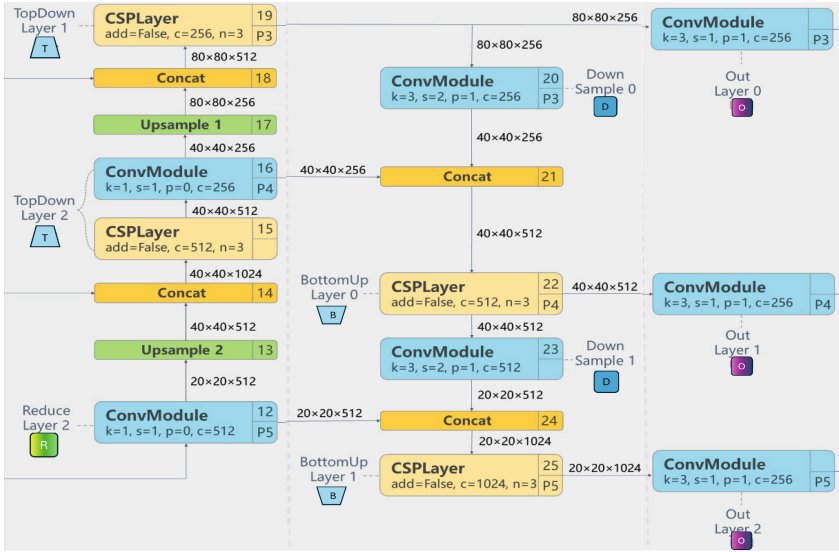 TopDown
Layer 1
T
CSPLayer
add=False, c=256, n=3
19
P3
80×80×512
Concat
18
80×80×256
Upsample 1
17
40×40×256
ConvModule
k=1, s=1, p=0, c=256
16
P4
TopDown
Layer 2
T
40×40×512
CSPLayer
add=False, c=512, n=3
15
40×40×1024
Concat
14
40×40×512
Upsample 2
13
20×20×512
Reduce
Layer 2
R
ConvModule
k=1, s=1, p=0, c=512
12
P5
80×80×256
ConvModule
k=3, s=2, p=1, c=256
20
P3
Down
Sample 0
D
40×40×256
40×40×256
Concat
21
40×40×512
BottomUp
Layer 0
B
CSPLayer
add=False, c=512, n=3
22
P4
40×40×512
ConvModule
k=3, s=2, p=1, c=512
23
Down
Sample 1
D
20×20×512
20×20×512
Concat
24
20×20×1024
BottomUp
Layer 1
B
CSPLayer
add=False, c=1024, n=3
25
P5
80×80×256
ConvModule
k=3, s=1, p=1, c=256
P3
Out
Layer 0
O
40×40×512
ConvModule
k=3, s=1, p=1, c=256
P4
Out
Layer 1
O
20×20×1024
ConvModule
k=3, s=1, p=1, c=256
P5
Out
Layer 2
O